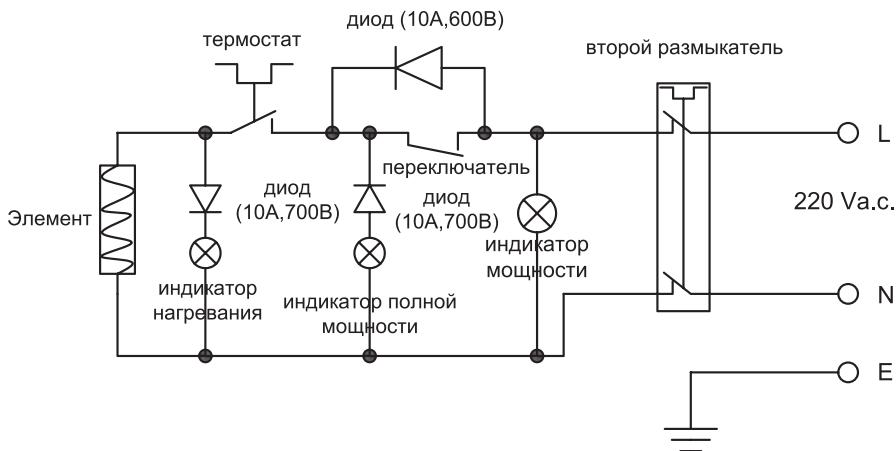 диод (10А,600В)
термостат
второй размыкатель
L
переключатель
Элемент
диод
(10А,700В)
диод
(10А,700В)
220 Va.c.
индикатор
мощности
индикатор
нагревания
индикатор полной
мощности
N
E